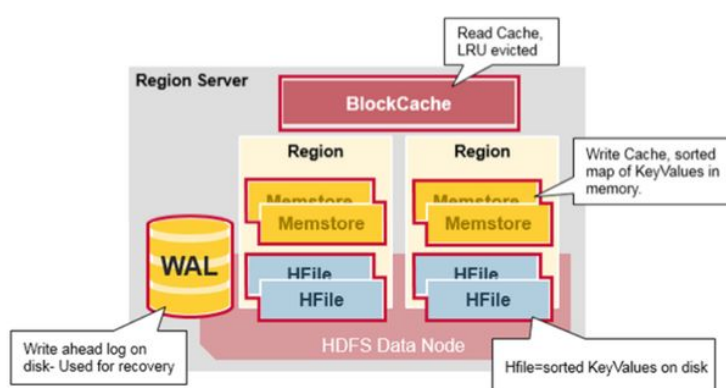 Read Cache,
LRU evicted
Region Server
BlockCache
Region
Region
Write Cache, sorted
map of KeyValues in
memory.
Memstore
Memstore
Memstore
Memstore
WAL
HFile
HFile
HFile
HFile
HDFS Data Node
Write ahead log on
disk- Used for recovery
Hfile=sorted KeyValues on disk